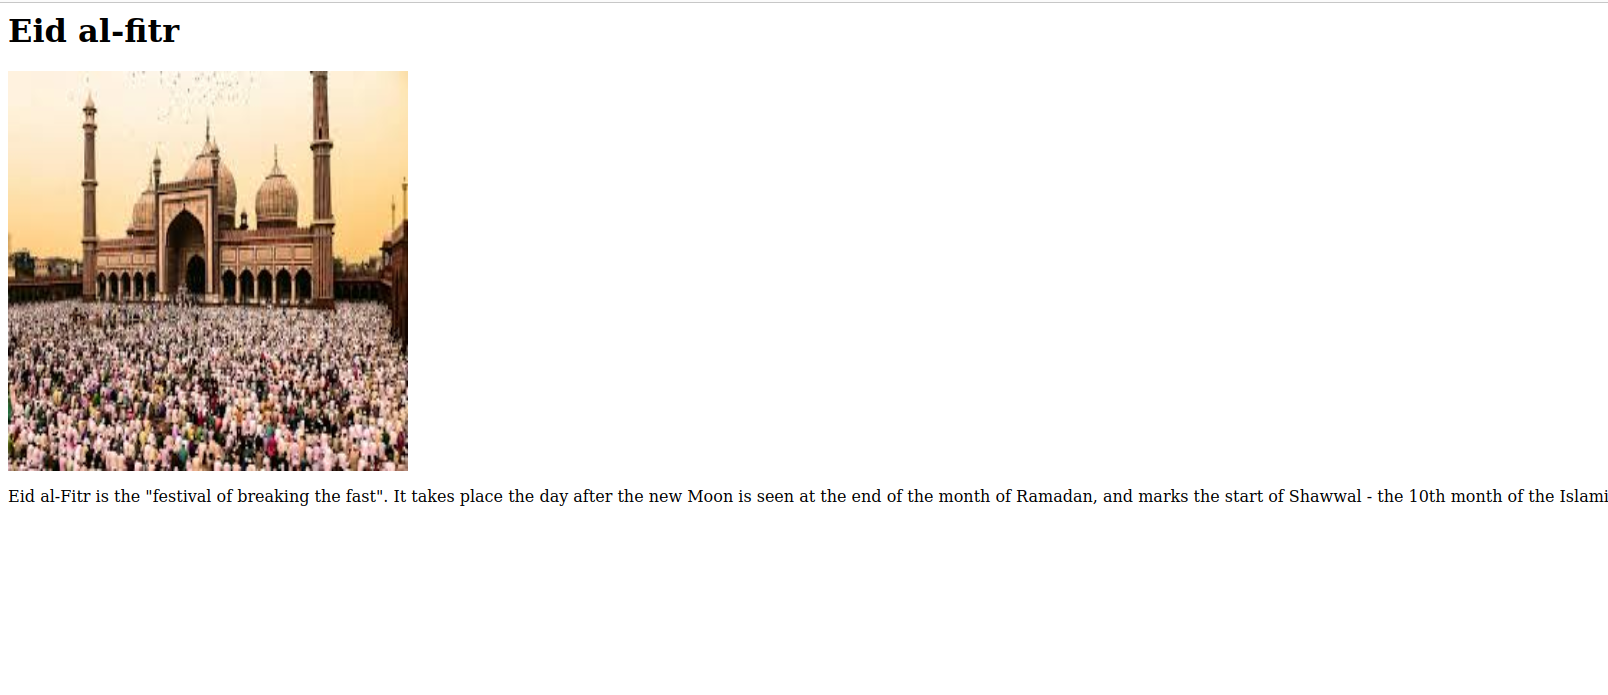 Eid al-fitr
Eid al-Fitr is the "festival of breaking the fast". It takes place the day after the new Moon is seen at the end of the month of Ramadan, and marks the start of Shawwal - the 10th month of the Islami